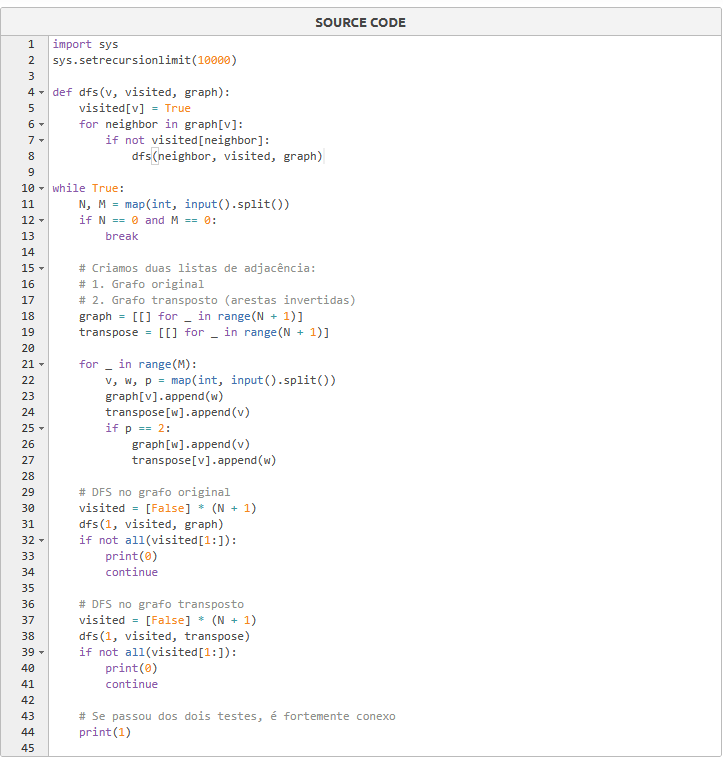 SOURCE CODE
1 import sys
2 sys.setrecursionlimit(10000)
3
4 def dfs(v, visited, graph):
5     visited[v] = True
6     for neighbor in graph[v]:
7         if not visited[neighbor]:
8             dfs(neighbor, visited, graph)
9
10 while True:
11     N, M = map(int, input().split())
12     if N == 0 and M == 0:
13         break
14
15     # Criamos duas listas de adjacência:
16     # 1. Grafo original
17     # 2. Grafo transposto (arestas invertidas)
18     graph = [[] for _ in range(N + 1)]
19     transpose = [[] for _ in range(N + 1)]
20
21     for _ in range(M):
22         v, w, p = map(int, input().split())
23         graph[v].append(w)
24         transpose[w].append(v)
25         if p == 2:
26             graph[w].append(v)
27             transpose[v].append(w)
28
29     # DFS no grafo original
30     visited = [False] * (N + 1)
31     dfs(1, visited, graph)
32     if not all(visited[1:]):
33         print(0)
34         continue
35
36     # DFS no grafo transposto
37     visited = [False] * (N + 1)
38     dfs(1, visited, transpose)
39     if not all(visited[1:]):
40         print(0)
41         continue
42
43     # Se passou dos dois testes, é fortemente conexo
44     print(1)
45